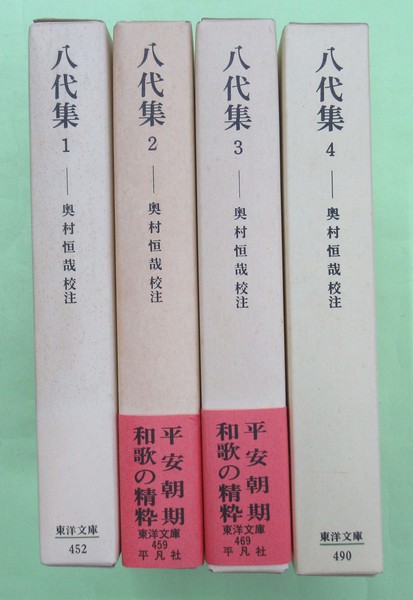 八代集 1 ― 奥村恒哉 校注
東洋文庫
452
八代集 2 ― 奥村恒哉 校注
平安朝期
和歌の精粋
東洋文庫
459
平凡社
八代集 3 ― 奥村恒哉 校注
平安朝期
和歌の精粋
東洋文庫
469
平凡社
八代集 4 ― 奥村恒哉 校注
東洋文庫
490